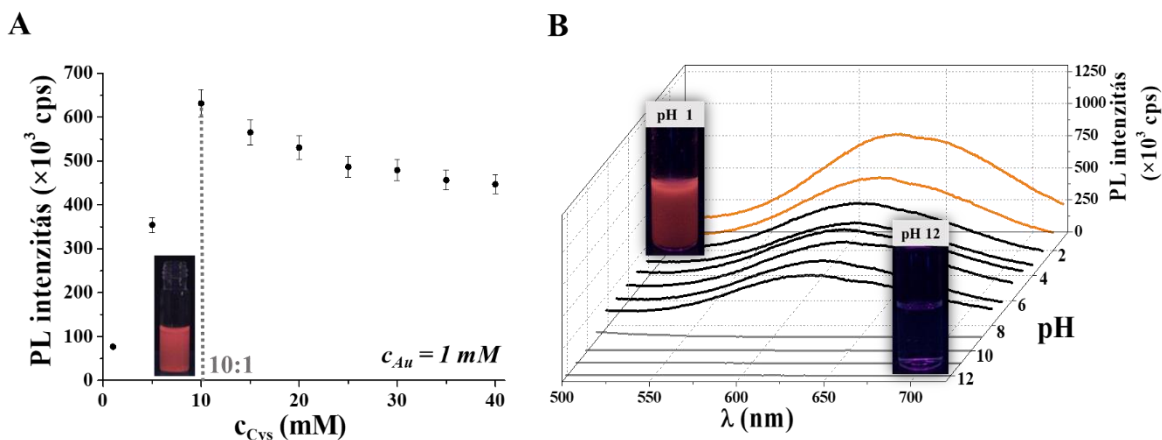 A
PL intenzitás (×10³ cps)
700
600
500
400
300
200
100
0
0
10
20
30
40
10:1
c_Au = 1 mM
c_Cys (mM)
B
pH 1
pH 12
1250
1000
750
500
250
0
PL intenzitás
(×10³ cps)
2
4
6
8
10
12
pH
500
550
600
650
700
λ (nm)